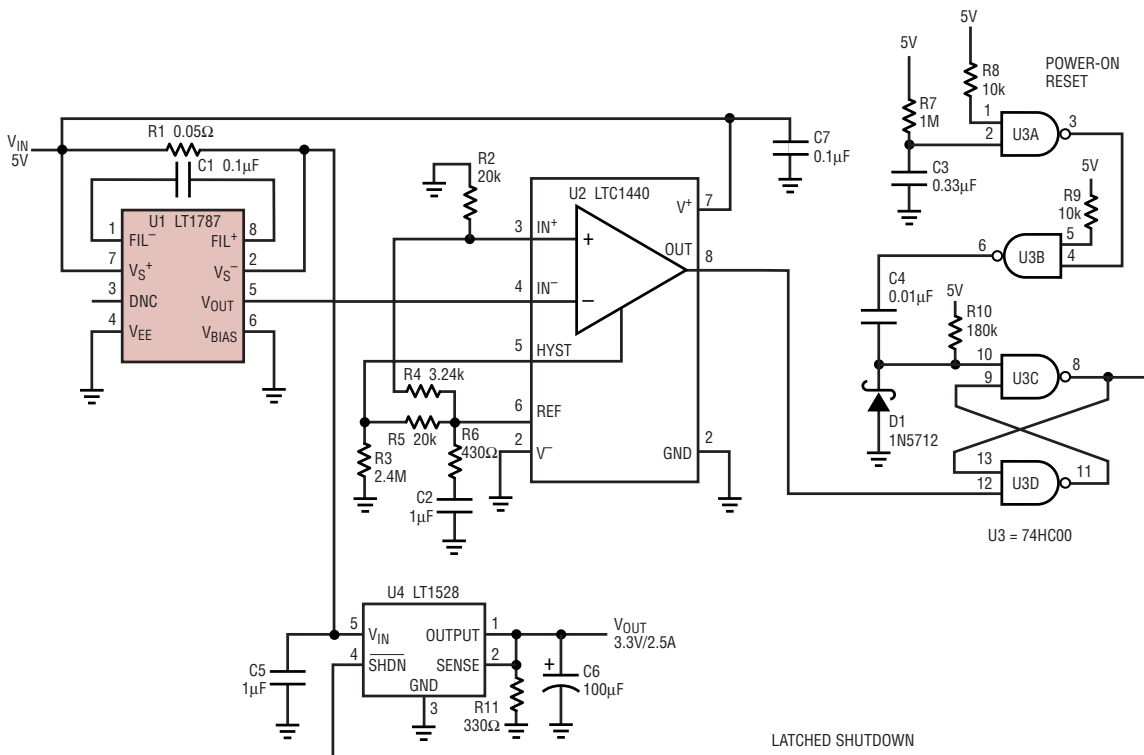 5V
5V
R8
10k
POWER-ON
RESET
R7
1M
1
2
U3A
3
R1 0.05Ω
V_IN
5V
C1 0.1µF
C7
0.1µF
C3
0.33µF
5V
R2
20k
U2 LTC1440
V+
7
R9
10k
U1 LT1787
1
FIL−
FIL+
8
3
IN+
+
OUT
8
6
U3B
5
4
7
VS+
VS−
2
3
DNC
VOUT
5
4
IN−
−
C4
0.01µF
5V
R10
180k
4
VEE
VBIAS
6
5
HYST
R4 3.24k
10
9
U3C
8
6
REF
R5 20k
R6
430Ω
D1
1N5712
R3
2.4M
2
V−
GND
2
13
12
U3D
11
C2
1µF
U3 = 74HC00
U4 LT1528
5
VIN
OUTPUT
1
VOUT
3.3V/2.5A
4
SHDN
SENSE
2
C5
1µF
GND
3
+
C6
100µF
R11
330Ω
LATCHED SHUTDOWN